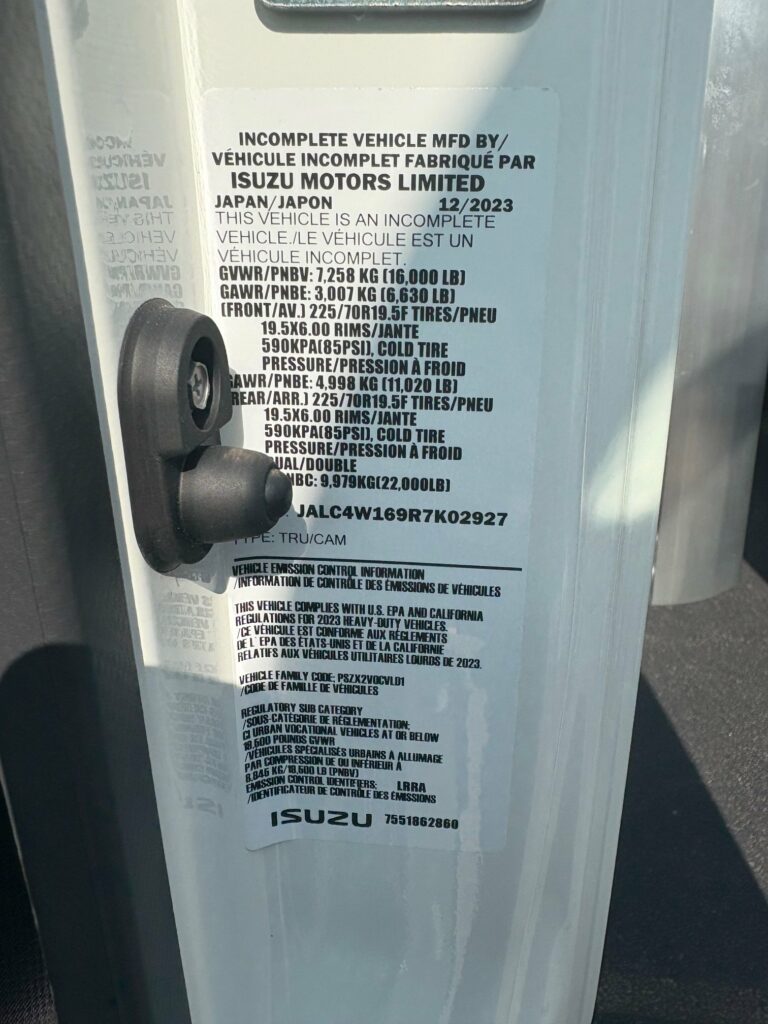 INCOMPLETE VEHICLE MFD BY/
VÉHICULE INCOMPLET FABRIQUÉ PAR
ISUZU MOTORS LIMITED
JAPAN/JAPON 12/2023
THIS VEHICLE IS AN INCOMPLETE
VEHICLE./LE VÉHICULE EST UN
VÉHICULE INCOMPLET.
GVWR/PNBV: 7,258 KG (16,000 LB)
GAWR/PNBE: 3,007 KG (6,630 LB)
(FRONT/AV.) 225/70R19.5F TIRES/PNEU
19.5X6.00 RIMS/JANTE
590KPA(85PSI), COLD TIRE
PRESSURE/PRESSION À FROID
GAWR/PNBE: 4,998 KG (11,020 LB)
REAR/ARR.) 225/70R19.5F TIRES/PNEU
19.5X6.00 RIMS/JANTE
590KPA(85PSI), COLD TIRE
PRESSURE/PRESSION À FROID
UAL/DOUBLE
NBC: 9,979KG(22,000LB)
JALC4W169R7K02927
TYPE: TRU/CAM
VEHICLE EMISSION CONTROL INFORMATION
/INFORMATION DE CONTRÔLE DES ÉMISSIONS DE VÉHICULES
THIS VEHICLE COMPLIES WITH U.S. EPA AND CALIFORNIA
REGULATIONS FOR 2023 HEAVY-DUTY VEHICLES.
/CE VÉHICULE EST CONFORME AUX RÈGLEMENTS
DE L' EPA DES ÉTATS-UNIS ET DE LA CALIFORNIE
RELATIFS AUX VÉHICULES UTILITAIRES LOURDS DE 2023.
VEHICLE FAMILY CODE; PSZX2VOCVL01
/CODE DE FAMILLE DE VÉHICULES
REGULATORY SUB CATEGORY
/SOUS-CATÉGORIE DE RÉGLEMENTATION;
CI URBAN VOCATIONAL VEHICLES AT OR BELOW
19,500 POUNDS GVWR
/VÉHICULES SPÉCIALISÉS URBAINS À ALLUMAGE
PAR COMPRESSION DE OU INFÉRIEUR À
8,845 KG/19,500 LB (PNBV)
EMISSION CONTROL IDENTIFIERS; LRRA
/IDENTIFICATEUR DE CONTRÔLE DES ÉMISSIONS
ISUZU 7551862860